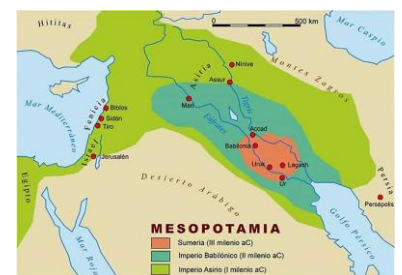 Hititas
500 km
Mar Caspio
Montes Zagros
Asiria
Nínive
Assur
Mari
Tigris
Eúfrates
Mar Mediterráneo
Fenicia
Biblos
Sidón
Tiro
Jerusalén
Egipto
Accad
Babilonia
Uruk
Lagash
Ur
Desierto Arábigo
Persia
Persépolis
Golfo Pérsico
Mar Rojo
MESOPOTAMIA
Sumeria (III milenio aC)
Imperio Babilónico (II milenio aC)
Imperio Asirio (I milenio aC)